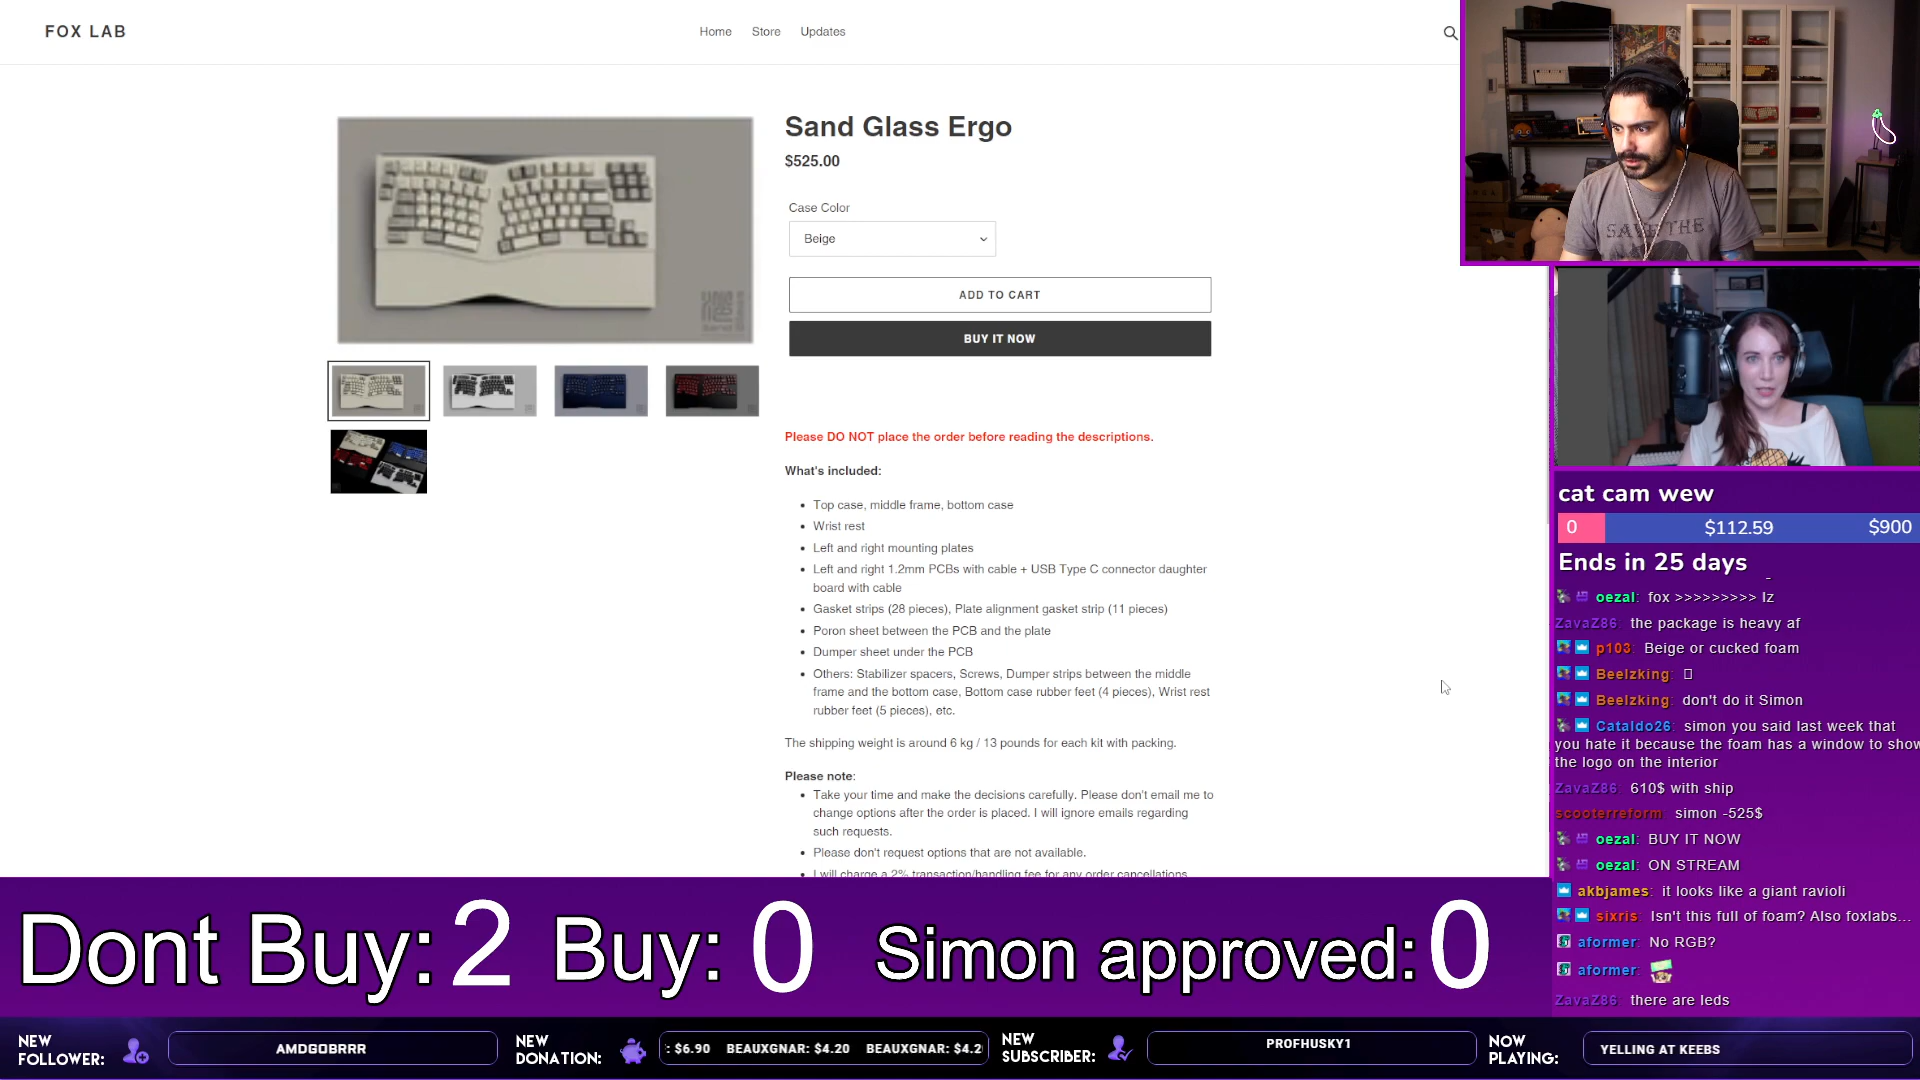 FOX LAB
Home Store Updates
Sand Glass Ergo
$525.00
Case Color
Beige
ADD TO CART
BUY IT NOW
Please DO NOT place the order before reading the descriptions.
What's included:
Top case, middle frame, bottom case
Wrist rest
Left and right mounting plates
Left and right 1.2mm PCBs with cable + USB Type C connector daughter
board with cable
Gasket strips (28 pieces), Plate alignment gasket strip (11 pieces)
Poron sheet between the PCB and the plate
Dumper sheet under the PCB
Others: Stabilizer spacers, Screws, Dumper strips between the middle
frame and the bottom case, Bottom case rubber feet (4 pieces), Wrist rest
rubber feet (5 pieces), etc.
The shipping weight is around 6 kg / 13 pounds for each kit with packing.
Please note:
Take your time and make the decisions carefully. Please don't email me to
change options after the order is placed. I will ignore emails regarding
such requests.
Please don't request options that are not available.
I will charge a 2% transaction/handling fee for any order cancellations
SAVE THE
cat cam wew
0 $112.59 $900
Ends in 25 days
oezal: fox >>>>>>>>> lz
ZavaZ86: the package is heavy af
p103: Beige or cucked foam
Beelzking:
Beelzking: don't do it Simon
Cataldo26: simon you said last week that
you hate it because the foam has a window to show
the logo on the interior
ZavaZ86: 610$ with ship
scooterreform: simon -525$
oezal: BUY IT NOW
oezal: ON STREAM
akbjames: it looks like a giant ravioli
sixris: Isn't this full of foam? Also foxlabs...
aformer: No RGB?
aformer:
ZavaZ86: there are leds
Dont Buy: 2 Buy: 0 Simon approved: 0
NEW
FOLLOWER:
AMDGOBRRR
NEW
DONATION:
: $6.90 BEAUXGNAR: $4.20 BEAUXGNAR: $4.2
NEW
SUBSCRIBER:
PROFHUSKY1
NOW
PLAYING:
YELLING AT KEEBS